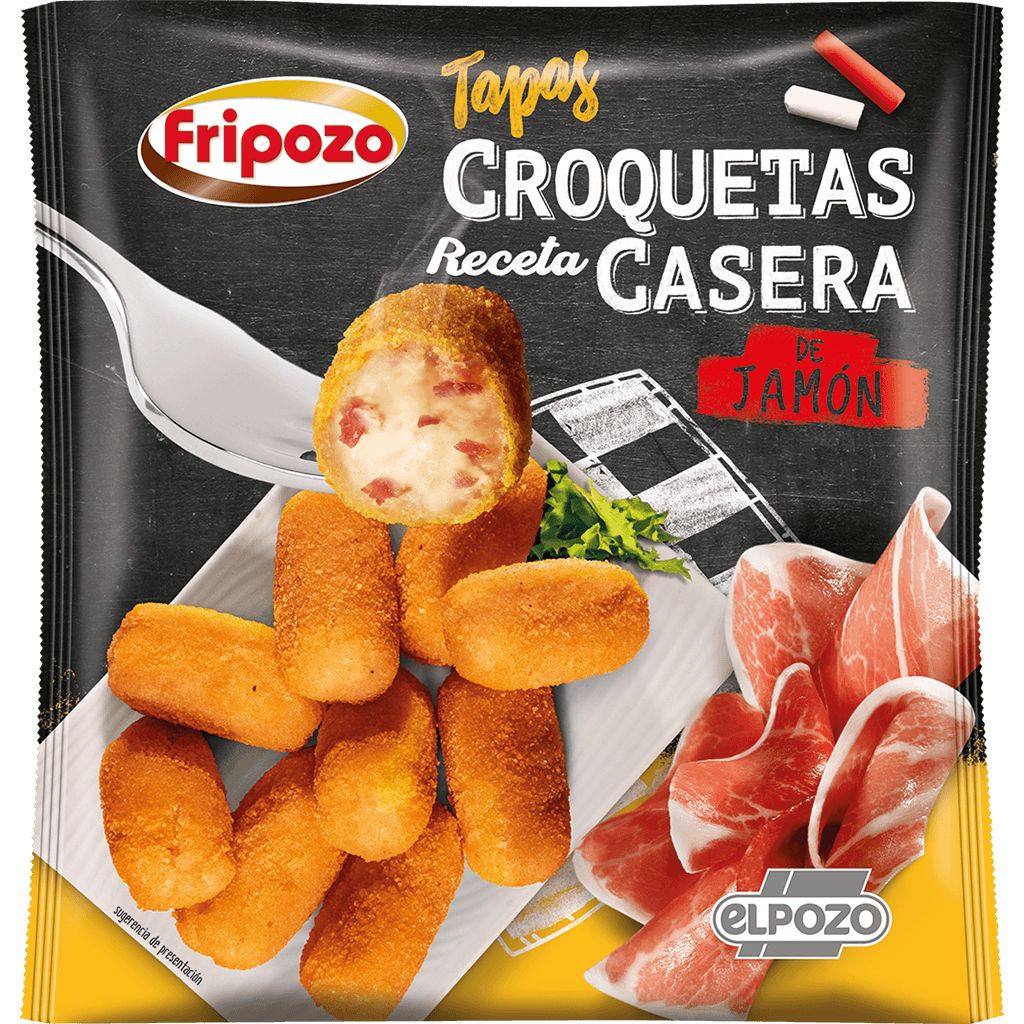 Fripozo
Tapas
CROQUETAS
Receta CASERA
DE
JAMÓN
ELPOZO
sugerencia de presentación